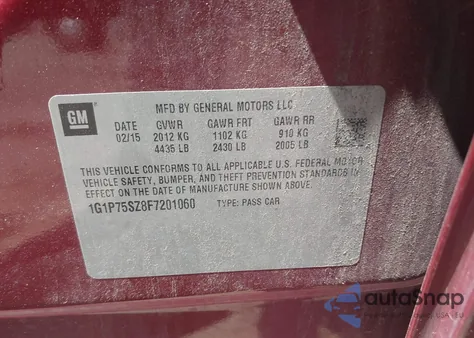 GM
MFD BY GENERAL MOTORS LLC
DATE GVWR GAWR FRT GAWR RR
02/15 2012 KG 1102 KG 910 KG
4435 LB 2430 LB 2005 LB
THIS VEHICLE CONFORMS TO ALL APPLICABLE U.S. FEDERAL MOTOR
VEHICLE SAFETY, BUMPER, AND THEFT PREVENTION STANDARDS IN
EFFECT ON THE DATE OF MANUFACTURE SHOWN ABOVE.
1G1P75SZ8F7201060 TYPE: PASS CAR
autoSnap